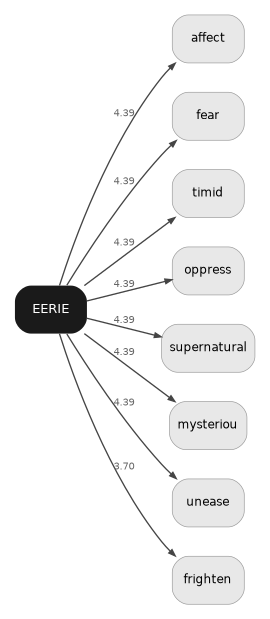 affect
4.39
fear
4.39
timid
4.39
oppress
4.39
EERIE
4.39
supernatural
4.39
mysteriou
4.39
unease
3.70
frighten